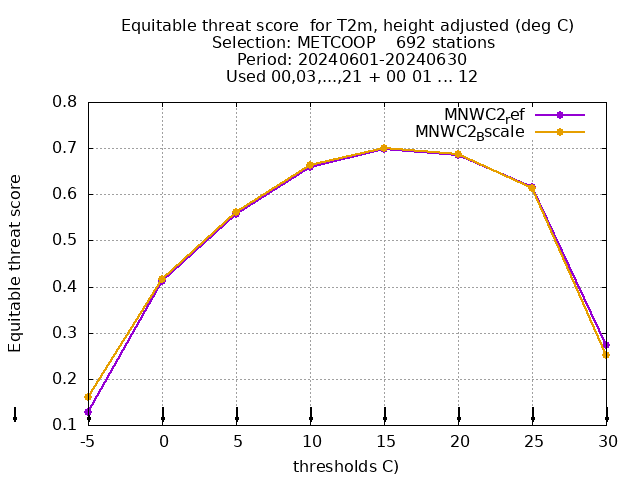 Equitable threat score  for T2m, height adjusted (deg C)
Selection: METCOOP    692 stations
Period: 20240601-20240630
Used 00,03,...,21 + 00 01 ... 12
0.8
0.7
0.6
0.5
0.4
0.3
0.2
0.1
Equitable threat score
MNWC2ref
MNWC2Bscale
-5 0 5 10 15 20 25 30
thresholds C)